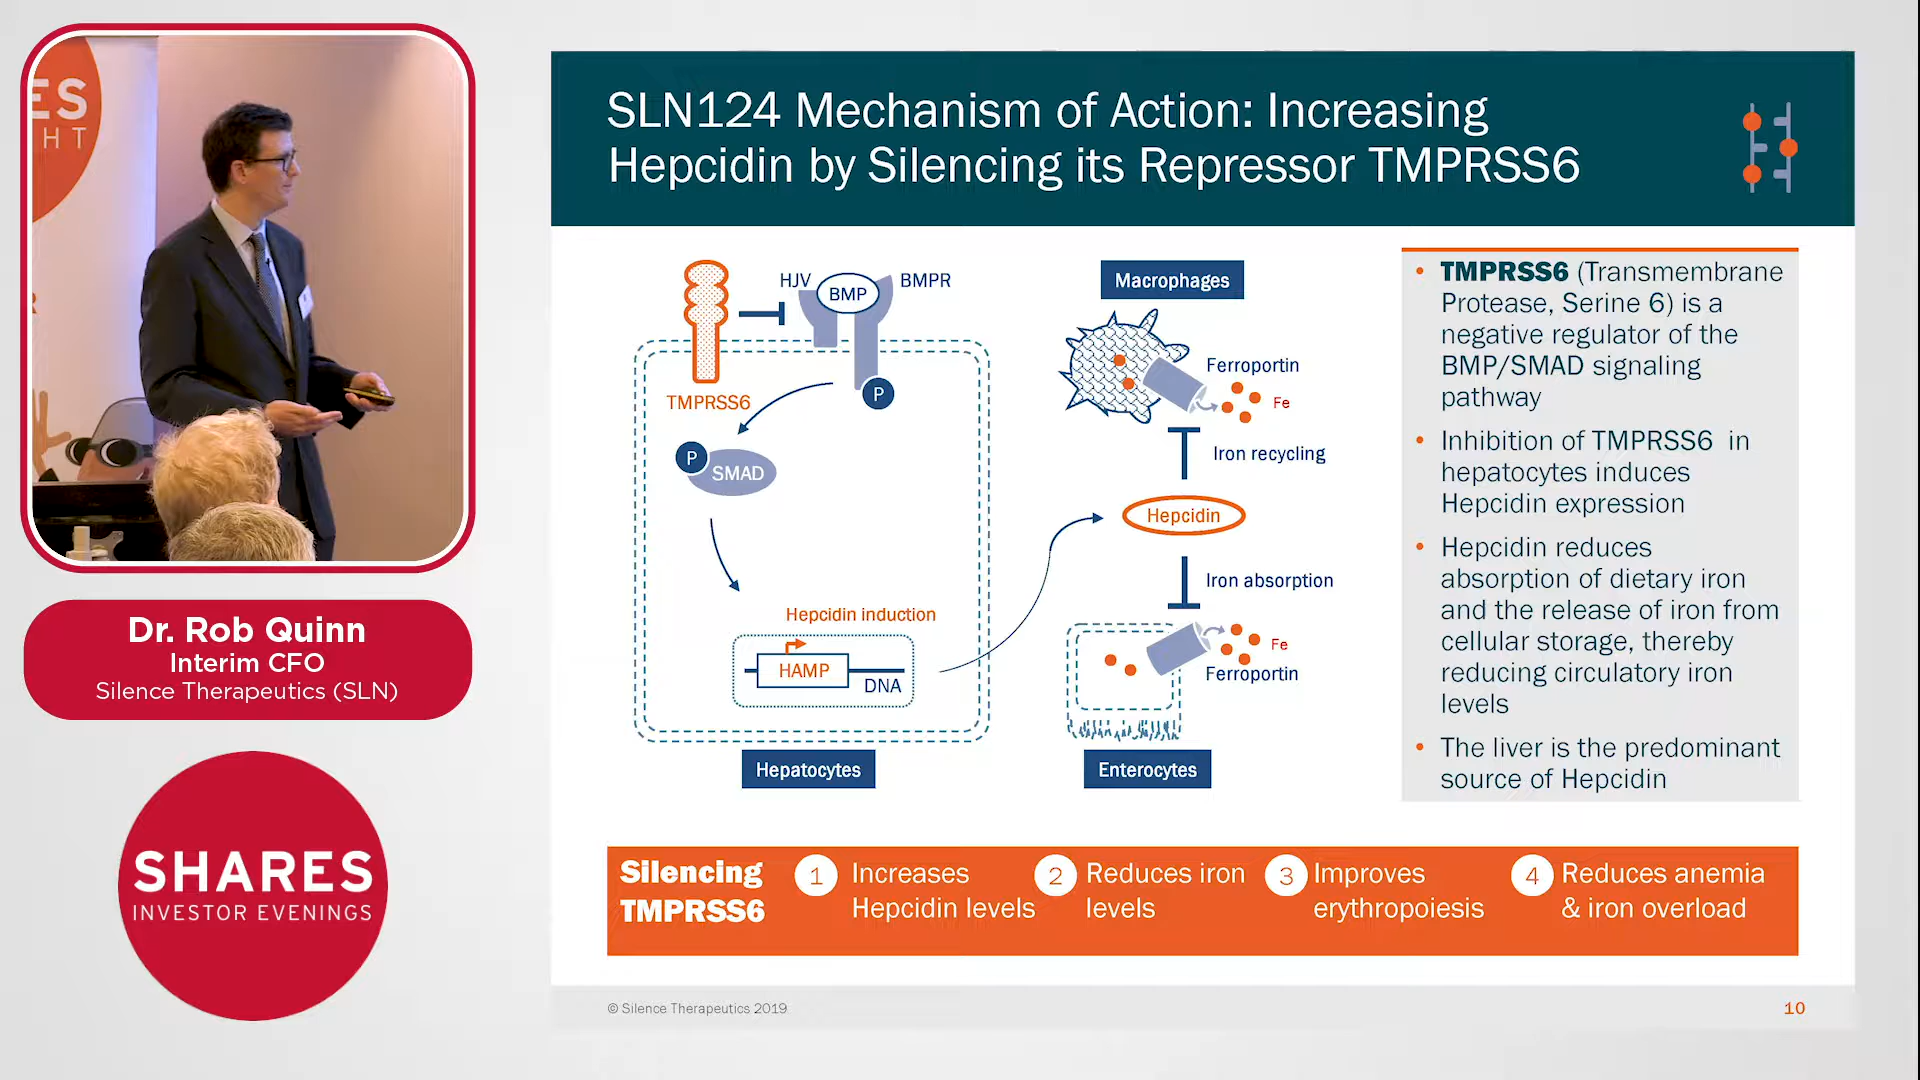 ES
HT
R
Dr. Rob Quinn
Interim CFO
Silence Therapeutics (SLN)
SHARES
INVESTOR EVENINGS
SLN124 Mechanism of Action: Increasing
Hepcidin by Silencing its Repressor TMPRSS6
HJV
BMP
BMPR
TMPRSS6
P
P
SMAD
Hepcidin induction
HAMP
DNA
Hepatocytes
Macrophages
Ferroportin
Fe
Iron recycling
Hepcidin
Iron absorption
Fe
Ferroportin
Enterocytes
• TMPRSS6 (Transmembrane
Protease, Serine 6) is a
negative regulator of the
BMP/SMAD signaling
pathway
• Inhibition of TMPRSS6 in
hepatocytes induces
Hepcidin expression
• Hepcidin reduces
absorption of dietary iron
and the release of iron from
cellular storage, thereby
reducing circulatory iron
levels
• The liver is the predominant
source of Hepcidin
Silencing
TMPRSS6
1 Increases
Hepcidin levels
2 Reduces iron
levels
3 Improves
erythropoiesis
4 Reduces anemia
& iron overload
© Silence Therapeutics 2019
10